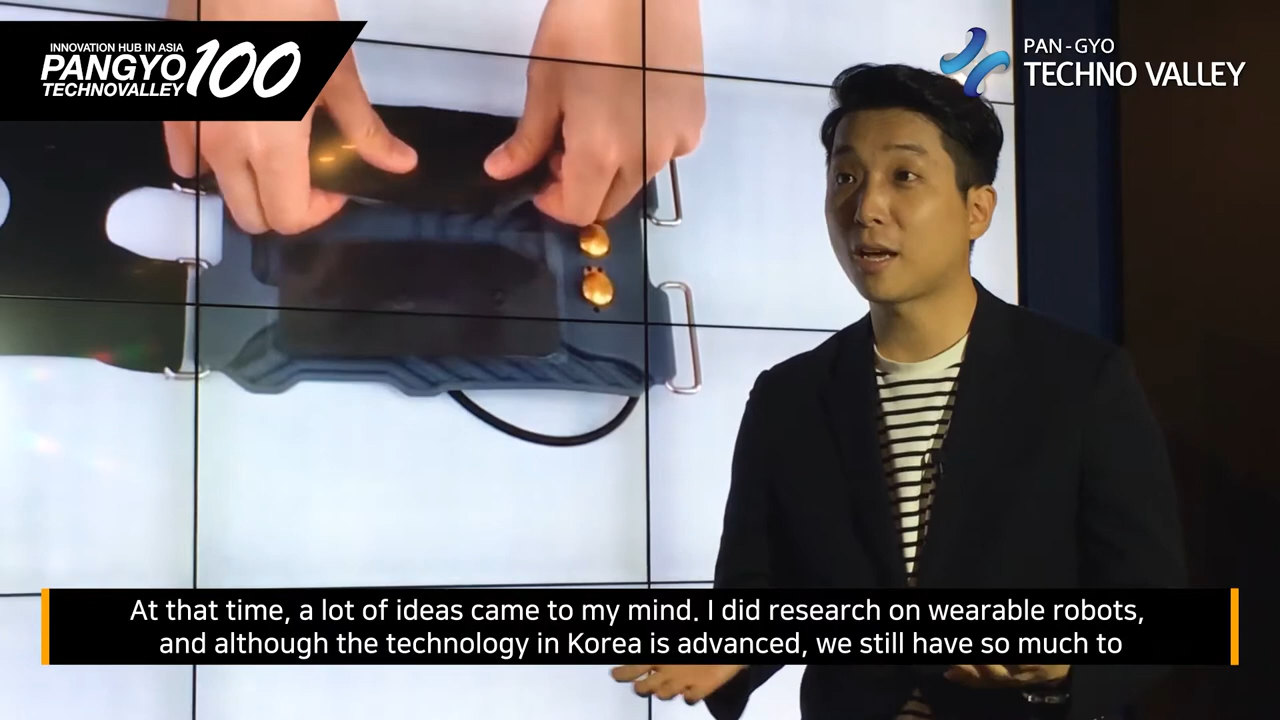 INNOVATION HUB IN ASIA
PANGYO 100
TECHNOVALLEY
PAN-GYO
TECHNO VALLEY
At that time, a lot of ideas came to my mind. I did research on wearable robots,
and although the technology in Korea is advanced, we still have so much to